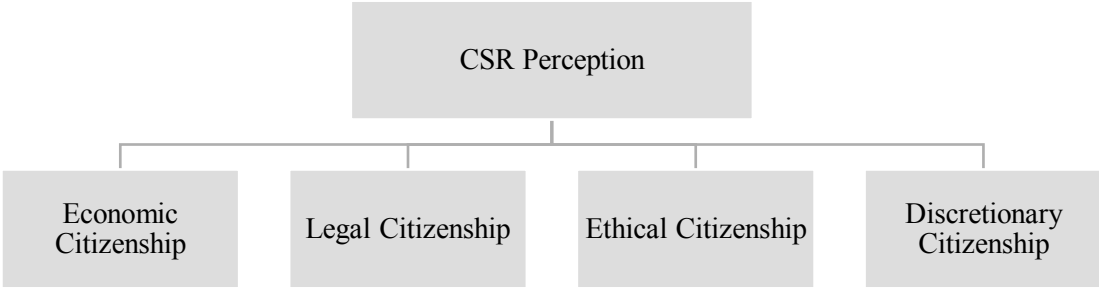 CSR Perception
Economic
Citizenship
Legal Citizenship
Ethical Citizenship
Discretionary
Citizenship